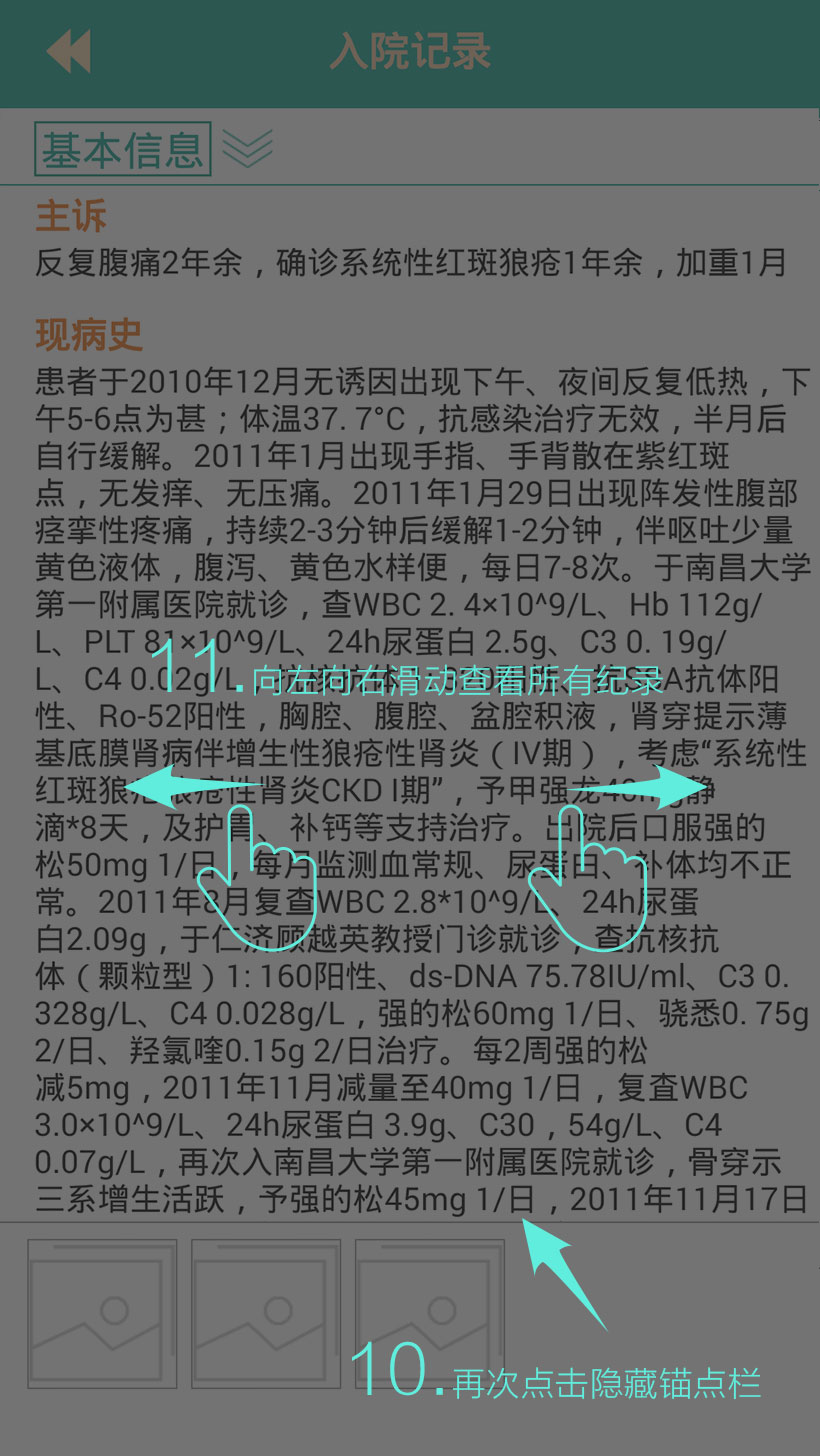 入院记录
基本信息
主诉
反复腹痛2年余，确诊系统性红斑狼疮1年余，加重1月
现病史
患者于2010年12月无诱因出现下午、夜间反复低热，下
午5-6点为甚；体温37.7°C，抗感染治疗无效，半月后
自行缓解。2011年1月出现手指、手背散在紫红斑
点，无发痒、无压痛。2011年1月29日出现阵发性腹部
痉挛性疼痛，持续2-3分钟后缓解1-2分钟，伴呕吐少量
黄色液体，腹泻、黄色水样便，每日7-8次。于南昌大学
第一附属医院就诊，查WBC 2.4×10^9/L、Hb 112g/
L、PLT 81×10^9/L、24h尿蛋白 2.5g、C3 0.19g/
L、C4 0.02g/L，A抗体阳
11.向左向右滑动查看所有纪录
性、Ro-52阳性，胸腔、腹腔、盆腔积液，肾穿提示薄
基底膜肾病伴增生性狼疮性肾炎（IV期），考虑“系统性
红斑狼疮 狼疮性肾炎CKD I期”，予甲强龙40mg静
滴*8天，及护胃、补钙等支持治疗。出院后口服强的
松50mg 1/日，每月监测血常规、尿蛋白、补体均不正
常。2011年8月复查WBC 2.8*10^9/L、24h尿蛋
白2.09g，于仁济顾越英教授门诊就诊，查抗核抗
体（颗粒型）1:160阳性、ds-DNA 75.78IU/ml、C3 0.
328g/L、C4 0.028g/L，强的松60mg 1/日、骁悉0.75g
2/日、羟氯喹0.15g 2/日治疗。每2周强的松
减5mg，2011年11月减量至40mg 1/日，复查WBC
3.0×10^9/L、24h尿蛋白 3.9g、C30，54g/L、C4
0.07g/L，再次入南昌大学第一附属医院就诊，骨穿示
三系增生活跃，予强的松45mg 1/日，2011年11月17日
10.再次点击隐藏锚点栏